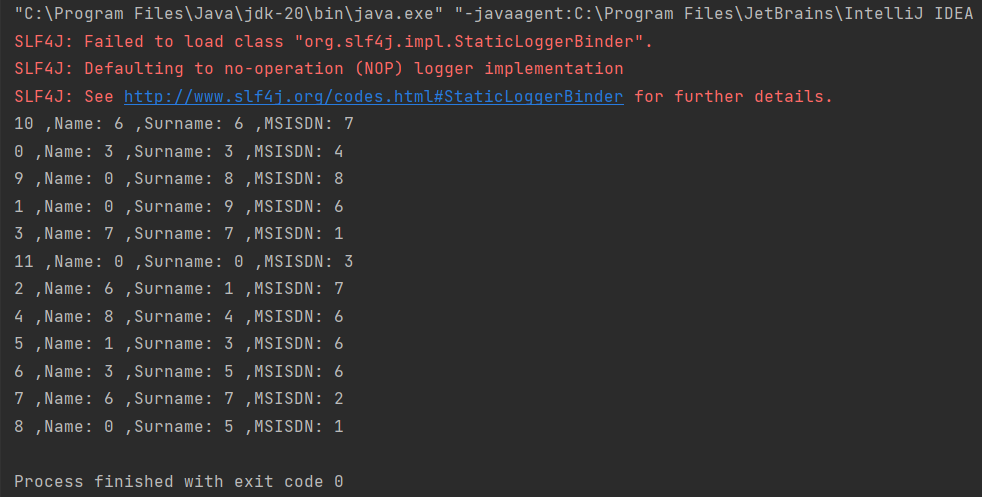 "C:\Program Files\Java\jdk-20\bin\java.exe" "-javaagent:C:\Program Files\JetBrains\IntelliJ IDEA
SLF4J: Failed to load class "org.slf4j.impl.StaticLoggerBinder".
SLF4J: Defaulting to no-operation (NOP) logger implementation
SLF4J: See http://www.slf4j.org/codes.html#StaticLoggerBinder for further details.
10 ,Name: 6 ,Surname: 6 ,MSISDN: 7
0 ,Name: 3 ,Surname: 3 ,MSISDN: 4
9 ,Name: 0 ,Surname: 8 ,MSISDN: 8
1 ,Name: 0 ,Surname: 9 ,MSISDN: 6
3 ,Name: 7 ,Surname: 7 ,MSISDN: 1
11 ,Name: 0 ,Surname: 0 ,MSISDN: 3
2 ,Name: 6 ,Surname: 1 ,MSISDN: 7
4 ,Name: 8 ,Surname: 4 ,MSISDN: 6
5 ,Name: 1 ,Surname: 3 ,MSISDN: 6
6 ,Name: 3 ,Surname: 5 ,MSISDN: 6
7 ,Name: 6 ,Surname: 7 ,MSISDN: 2
8 ,Name: 0 ,Surname: 5 ,MSISDN: 1
Process finished with exit code 0